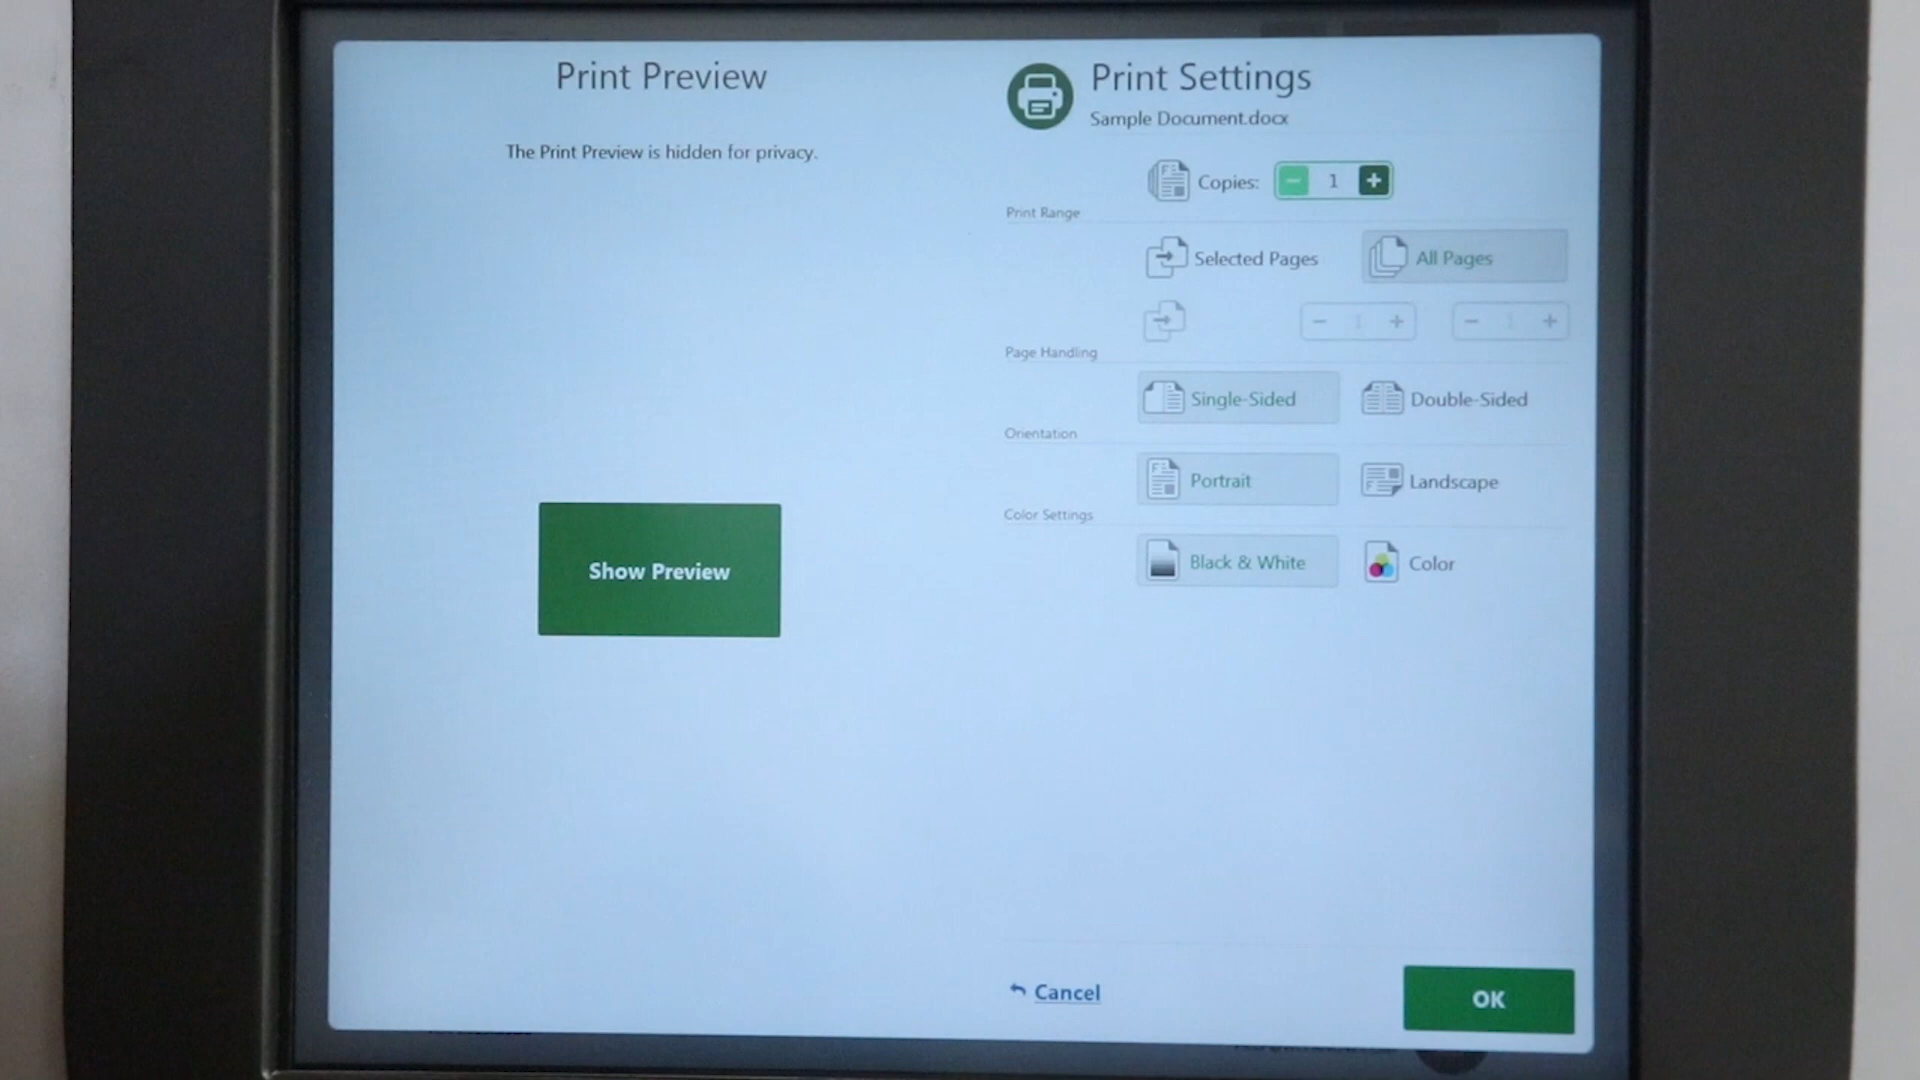 Print Preview
The Print Preview is hidden for privacy.
Show Preview
Print Settings
Sample Document.docx
Copies: − 1 +
Print Range
Selected Pages
All Pages
− 1 + − 1 +
Page Handling
Single-Sided
Double-Sided
Orientation
Portrait
Landscape
Color Settings
Black & White
Color
Cancel
OK